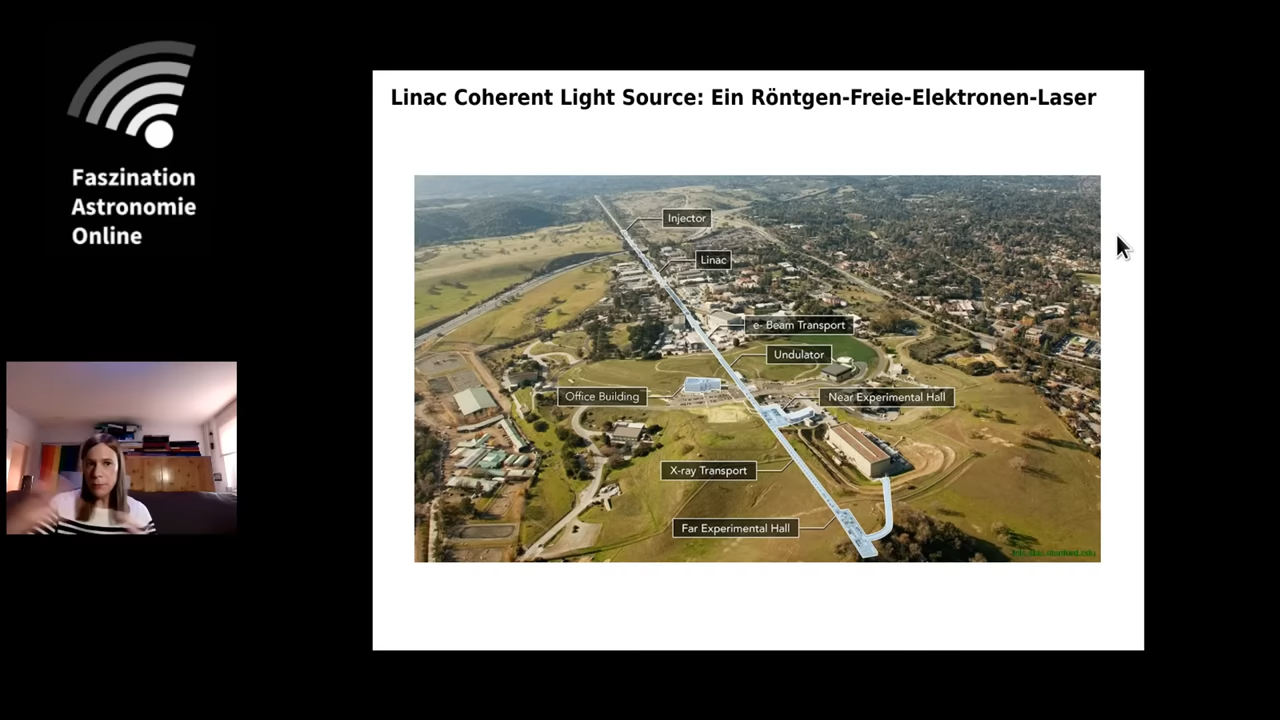 Faszination
Astronomie
Online
Linac Coherent Light Source: Ein Röntgen-Freie-Elektronen-Laser
Injector
Linac
e- Beam Transport
Undulator
Office Building
Near Experimental Hall
X-ray Transport
Far Experimental Hall